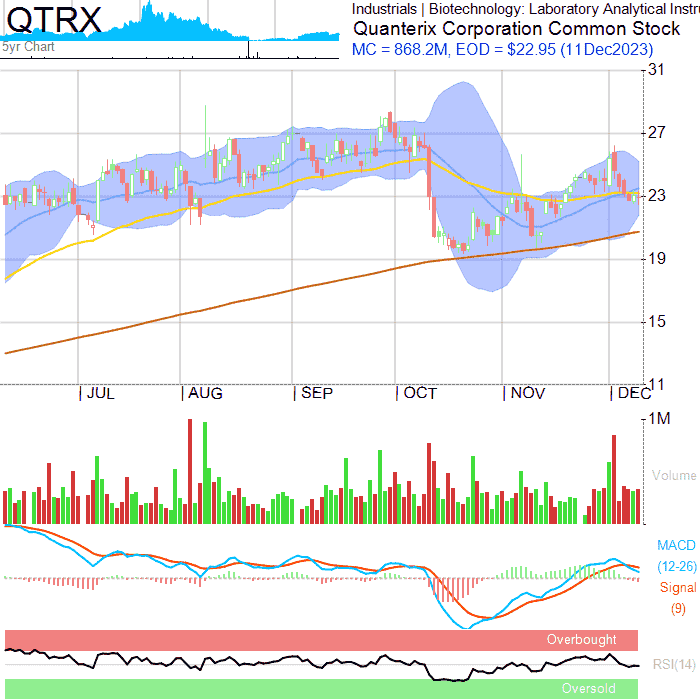 QTRX
5yr Chart
Industrials | Biotechnology: Laboratory Analytical Instru
Quanterix Corporation Common Stock
MC = 868.2M, EOD = $22.95 (11Dec2023)
31
27
23
19
15
11
| JUL
| AUG
| SEP
| OCT
| NOV
| DEC
1M
Volume
MACD
(12-26)
Signal
(9)
Overbought
RSI(14)
Oversold